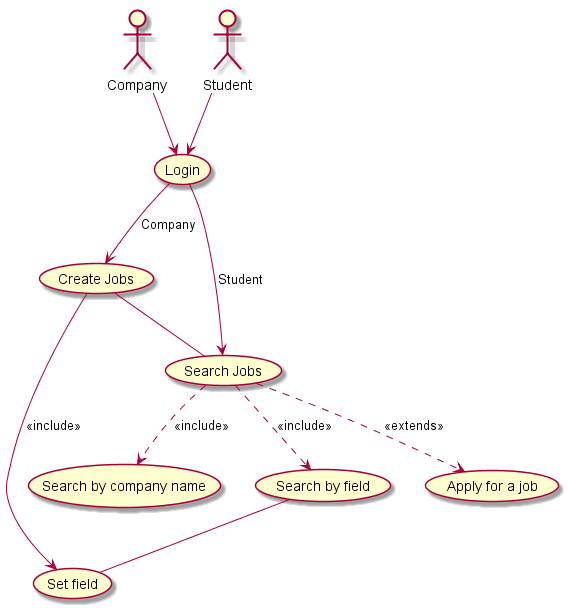 Company
Student
Login
Company
Create Jobs
Student
Search Jobs
«include»
«include»
«include»
«extends»
Search by company name
Search by field
Apply for a job
Set field